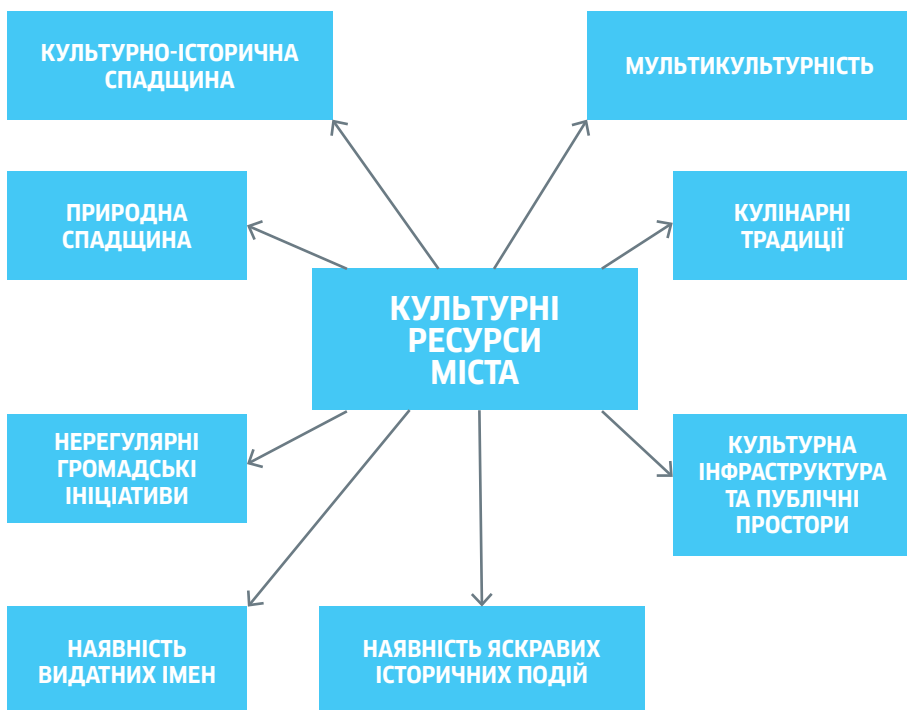 КУЛЬТУРНО-ІСТОРИЧНА
СПАДЩИНА
МУЛЬТИКУЛЬТУРНІСТЬ
ПРИРОДНА
СПАДЩИНА
КУЛІНАРНІ
ТРАДИЦІЇ
КУЛЬТУРНІ
РЕСУРСИ
МІСТА
НЕРЕГУЛЯРНІ
ГРОМАДСЬКІ
ІНІЦІАТИВИ
КУЛЬТУРНА
ІНФРАСТРУКТУРА
ТА ПУБЛІЧНІ
ПРОСТОРИ
НАЯВНІСТЬ
ВИДАТНИХ ІМЕН
НАЯВНІСТЬ ЯСКРАВИХ
ІСТОРИЧНИХ ПОДІЙ